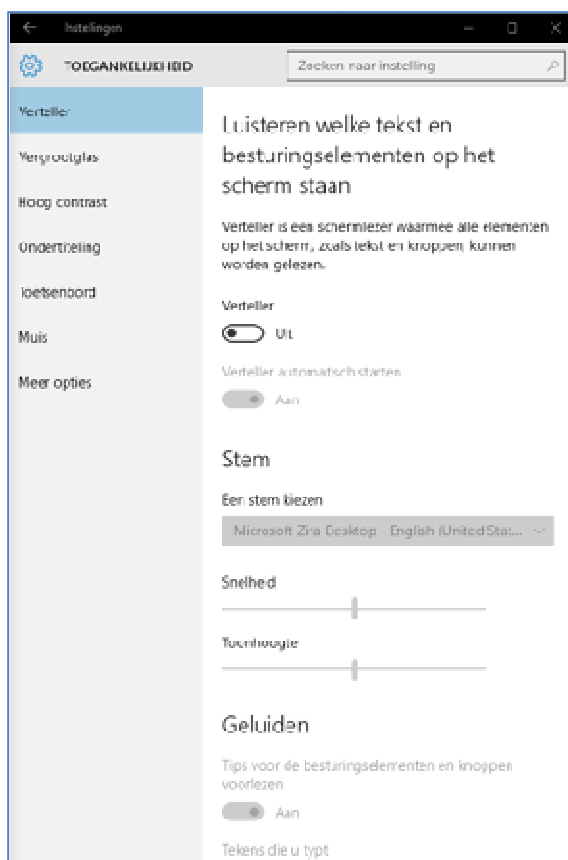 Instellingen
TOEGANKELIJKHEID
Zoeken naar instelling
Verteller
Vergrootglas
Hoog contrast
Ondertiteling
Toetsenbord
Muis
Meer opties
Luisteren welke tekst en
besturingselementen op het
scherm staan
Verteller is een schermlezer waarmee alle elementen
op het scherm, zoals tekst en knoppen, kunnen
worden gelezen.
Verteller
Uit
Verteller automatisch starten
Aan
Stem
Een stem kiezen
Microsoft Zira Desktop - English (United Stat...
Snelheid
Toonhoogte
Geluiden
Tips voor de besturingselementen en knoppen
voorlezen
Aan
Tekens die u typt